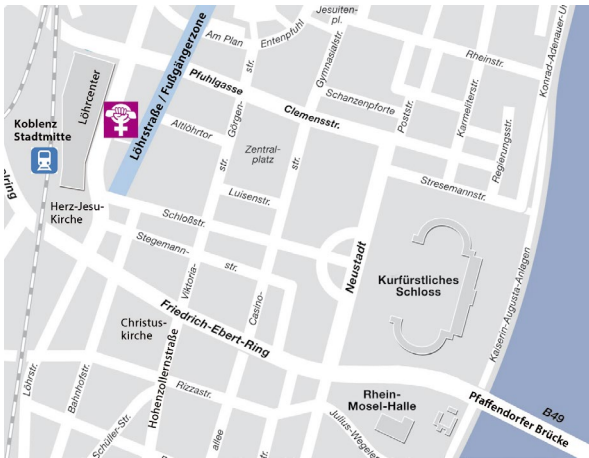 Jesuiten-
pl.
Am Plan
Entenpfuhl
Gymnasialstr.
Rheinstr.
Konrad-Adenauer-U
Löhrstraße / Fußgängerzone
Pfuhlgasse
str.
Schanzenpforte
Karmeliterstr.
Löhrcenter
Clemensstr.
Poststr.
Regierungsstr.
Koblenz
Stadtmitte
Altlöhrtor
Görgen-
Zentral-
platz
str.
str.
Stresemannstr.
elring
Luisenstr.
Herz-Jesu-
Kirche
Schloßstr.
Stegemann-
str.
Neustadt
Kurfürstliches
Schloss
Kaiserin-Augusta-Anlagen
Viktoria-
Casino-
Friedrich-Ebert-Ring
Christus-
kirche
Hohenzollernstraße
Löhrstr.
Bahnhofstr.
Rizzastr.
Rhein-
Mosel-Halle
Pfaffendorfer Brücke
B49
Schüller-Str.
allee
Julius-Wegeler